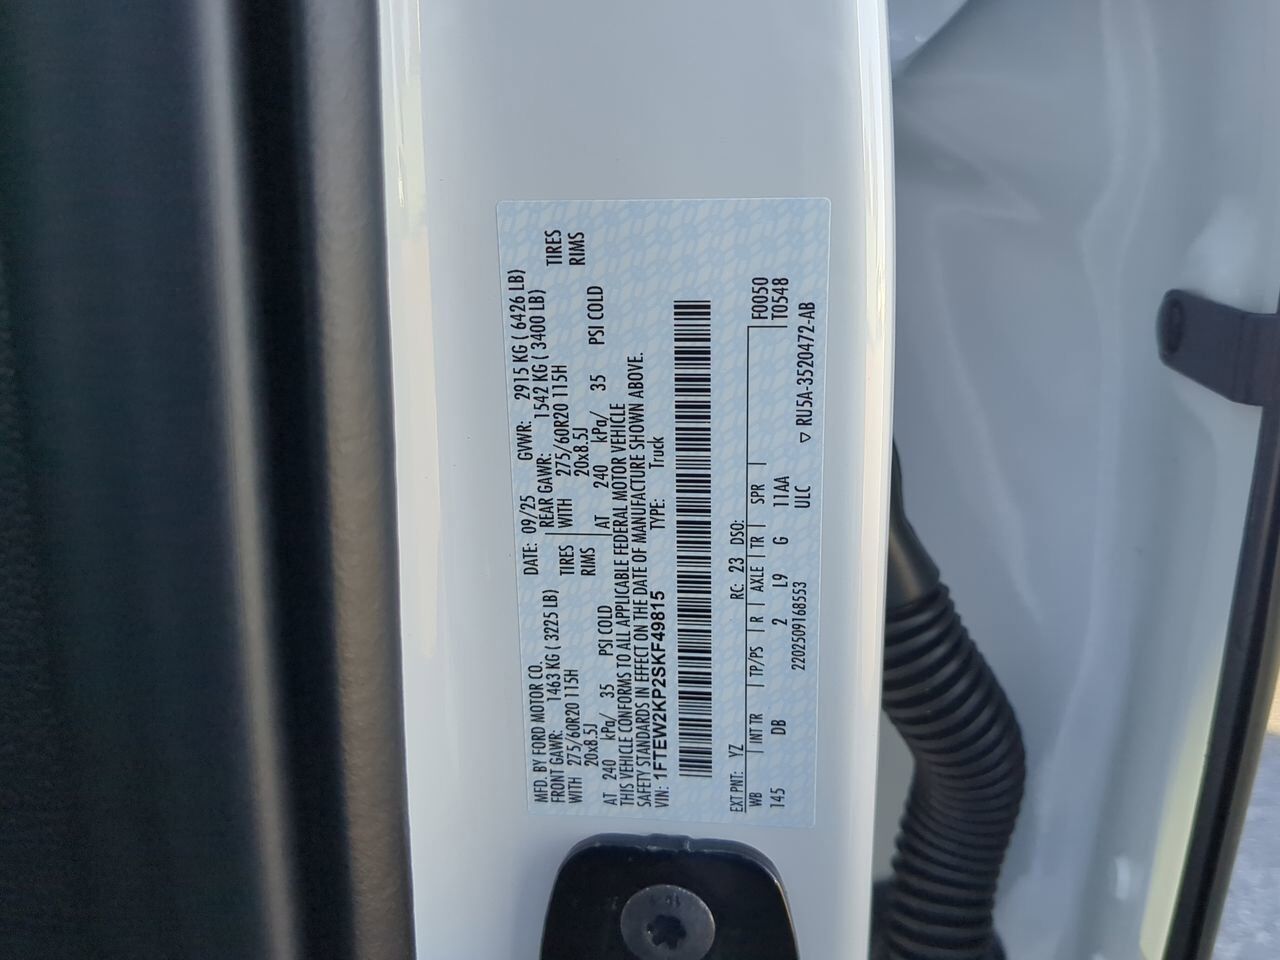 MFD. BY FORD MOTOR CO. DATE: 09/25 GVWR: 2915 KG ( 6426 LB)
FRONT GAWR: 1463 KG ( 3225 LB) REAR GAWR: 1542 KG ( 3400 LB)
WITH 275/60R20 115H TIRES WITH 275/60R20 115H TIRES
20x8.5J RIMS 20x8.5J RIMS
AT 240 kPa/ 35 PSI COLD AT 240 kPa/ 35 PSI COLD
THIS VEHICLE CONFORMS TO ALL APPLICABLE FEDERAL MOTOR VEHICLE
SAFETY STANDARDS IN EFFECT ON THE DATE OF MANUFACTURE SHOWN ABOVE.
VIN: 1FTEW2KP2SKF49815 TYPE: Truck
EXT PNT: YZ RC: 23 DSO: F0050
WB INT TR TP/PS R AXLE TR SPR T0548
145 DB 2 L9 G 11AA
2202509168553 ULC ▽ RU5A-3520472-AB